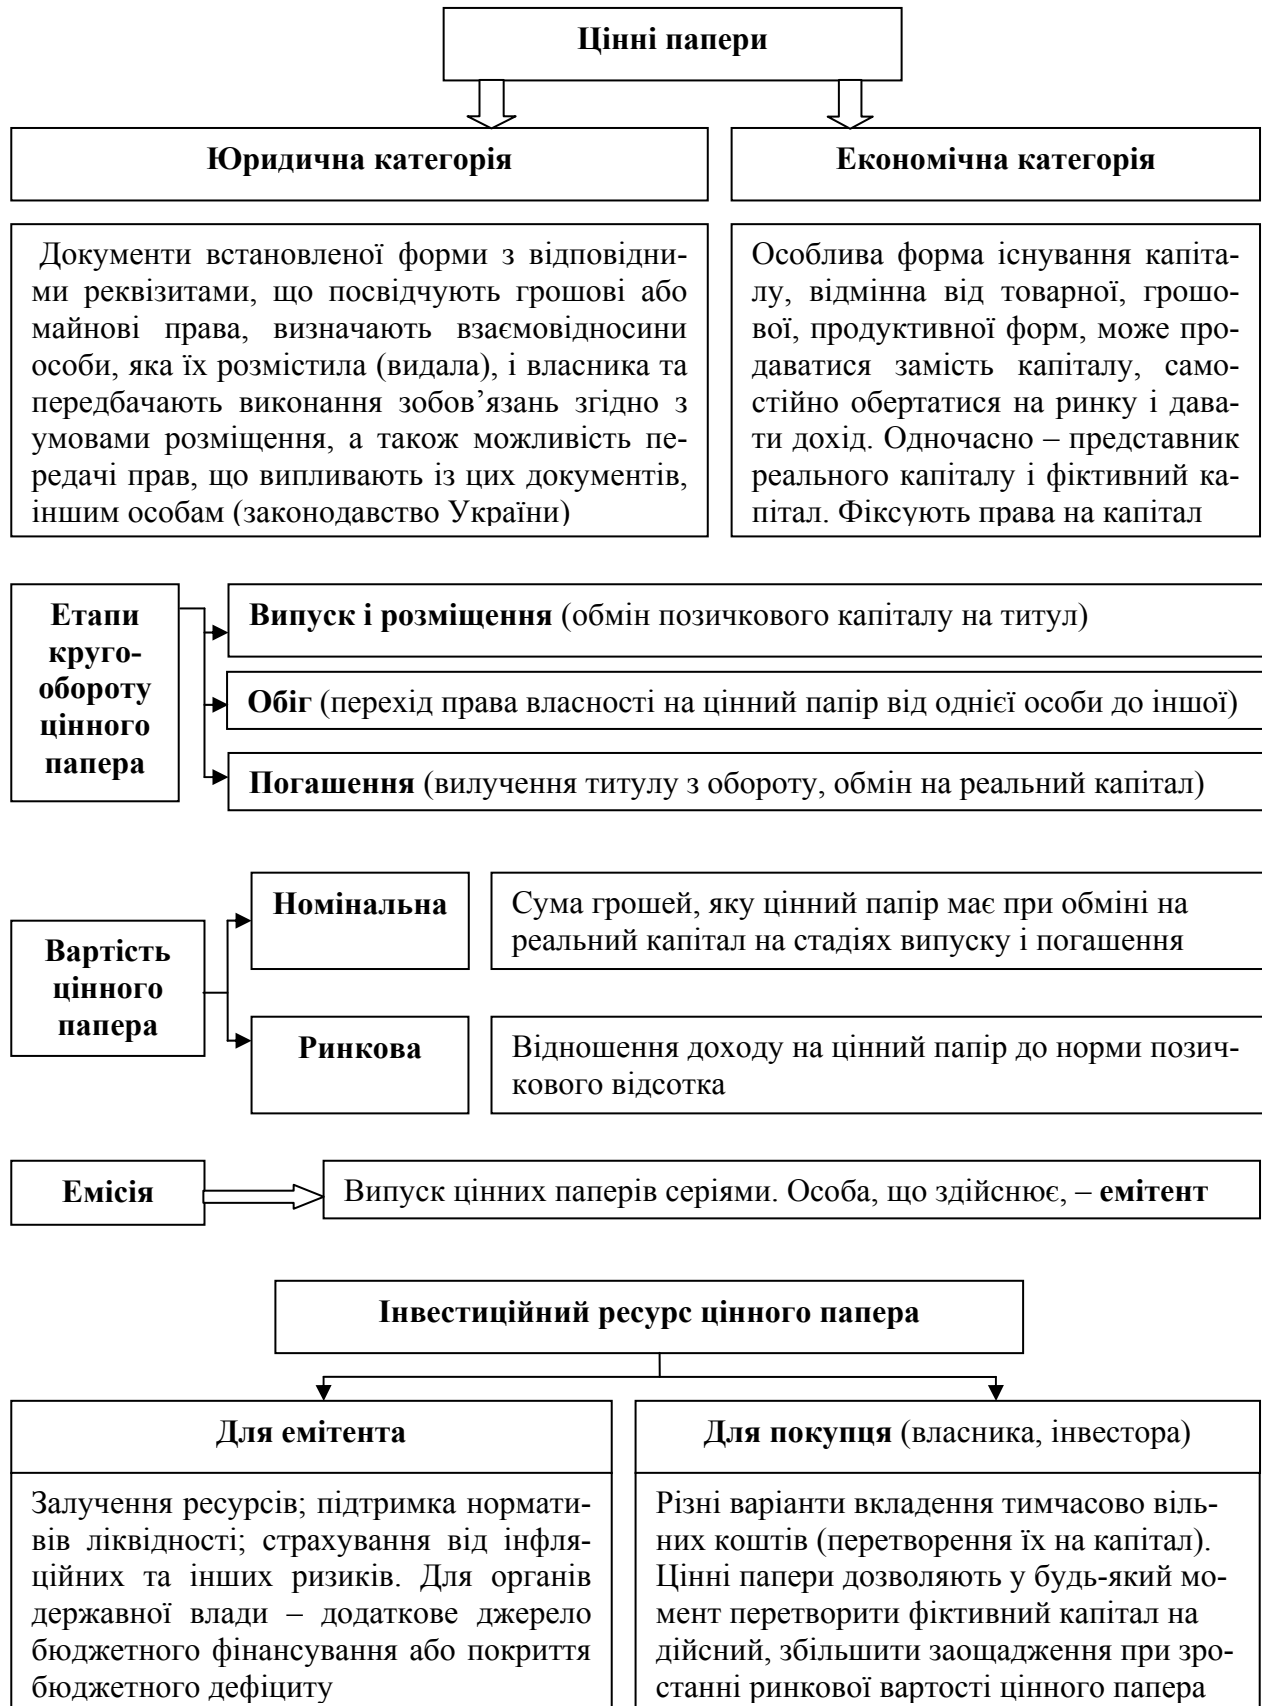 Цінні папери
Юридична категорія
Економічна категорія
Документи встановленої форми з відповідни-
ми реквізитами, що посвідчують грошові або
майнові права, визначають взаємовідносини
особи, яка їх розмістила (видала), і власника та
передбачають виконання зобов’язань згідно з
умовами розміщення, а також можливість пе-
редачі прав, що випливають із цих документів,
іншим особам (законодавство України)
Особлива форма існування капіта-
лу, відмінна від товарної, грошо-
вої, продуктивної форм, може про-
даватися замість капіталу, само-
стійно обертатися на ринку і дава-
ти дохід. Одночасно – представник
реального капіталу і фіктивний ка-
пітал. Фіксують права на капітал
Етапи
круго-
обороту
цінного
папера
Випуск і розміщення (обмін позичкового капіталу на титул)
Обіг (перехід права власності на цінний папір від однієї особи до іншої)
Погашення (вилучення титулу з обороту, обмін на реальний капітал)
Вартість
цінного
папера
Номінальна
Сума грошей, яку цінний папір має при обміні на
реальний капітал на стадіях випуску і погашення
Ринкова
Відношення доходу на цінний папір до норми позич-
кового відсотка
Емісія
Випуск цінних паперів серіями. Особа, що здійснює, – емітент
Інвестиційний ресурс цінного папера
Для емітента
Для покупця (власника, інвестора)
Залучення ресурсів; підтримка нормати-
вів ліквідності; страхування від інфля-
ційних та інших ризиків. Для органів
державної влади – додаткове джерело
бюджетного фінансування або покриття
бюджетного дефіциту
Різні варіанти вкладення тимчасово віль-
них коштів (перетворення їх на капітал).
Цінні папери дозволяють у будь-який мо-
мент перетворити фіктивний капітал на
дійсний, збільшити заощадження при зро-
станні ринкової вартості цінного папера